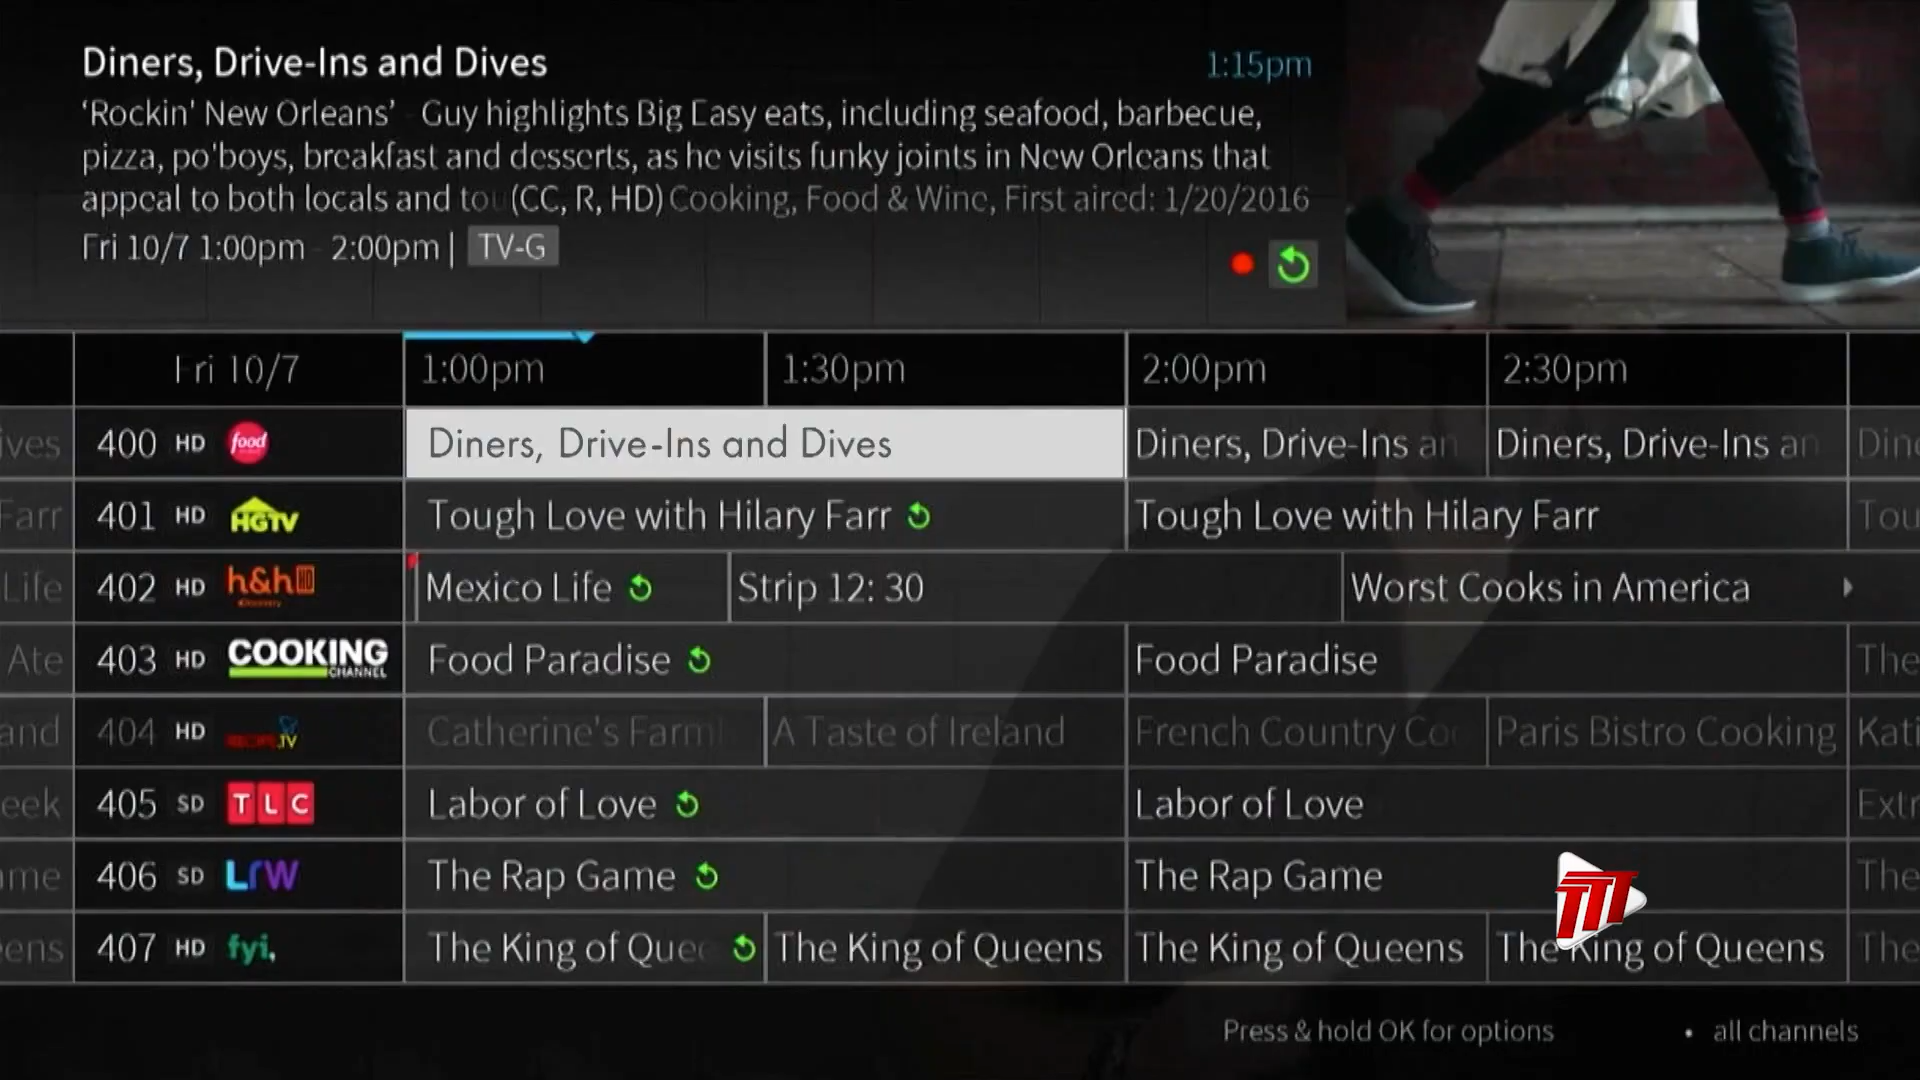 Diners, Drive-Ins and Dives
1:15pm
‘Rockin' New Orleans’ - Guy highlights Big Easy eats, including seafood, barbecue,
pizza, po'boys, breakfast and desserts, as he visits funky joints in New Orleans that
appeal to both locals and tou (CC, R, HD) Cooking, Food & Wine, First aired: 1/20/2016
Fri 10/7 1:00pm - 2:00pm | TV-G
Fri 10/7 1:00pm 1:30pm 2:00pm 2:30pm
ives 400 HD food Diners, Drive-Ins and Dives Diners, Drive-Ins an Diners, Drive-Ins an Dine
Farr 401 HD HGTV Tough Love with Hilary Farr Tough Love with Hilary Farr Tou
Life 402 HD h&h HD Mexico Life Strip 12: 30 Worst Cooks in America
Ate 403 HD COOKING CHANNEL Food Paradise Food Paradise The
and 404 HD RECIPE.TV Catherine's Farm A Taste of Ireland French Country Coo Paris Bistro Cooking Kati
eek 405 SD TLC Labor of Love Labor of Love Extr
ame 406 SD LRW The Rap Game The Rap Game The
eens 407 HD fyi, The King of Quee The King of Queens The King of Queens The King of Queens The
TTT
Press & hold OK for options • all channels